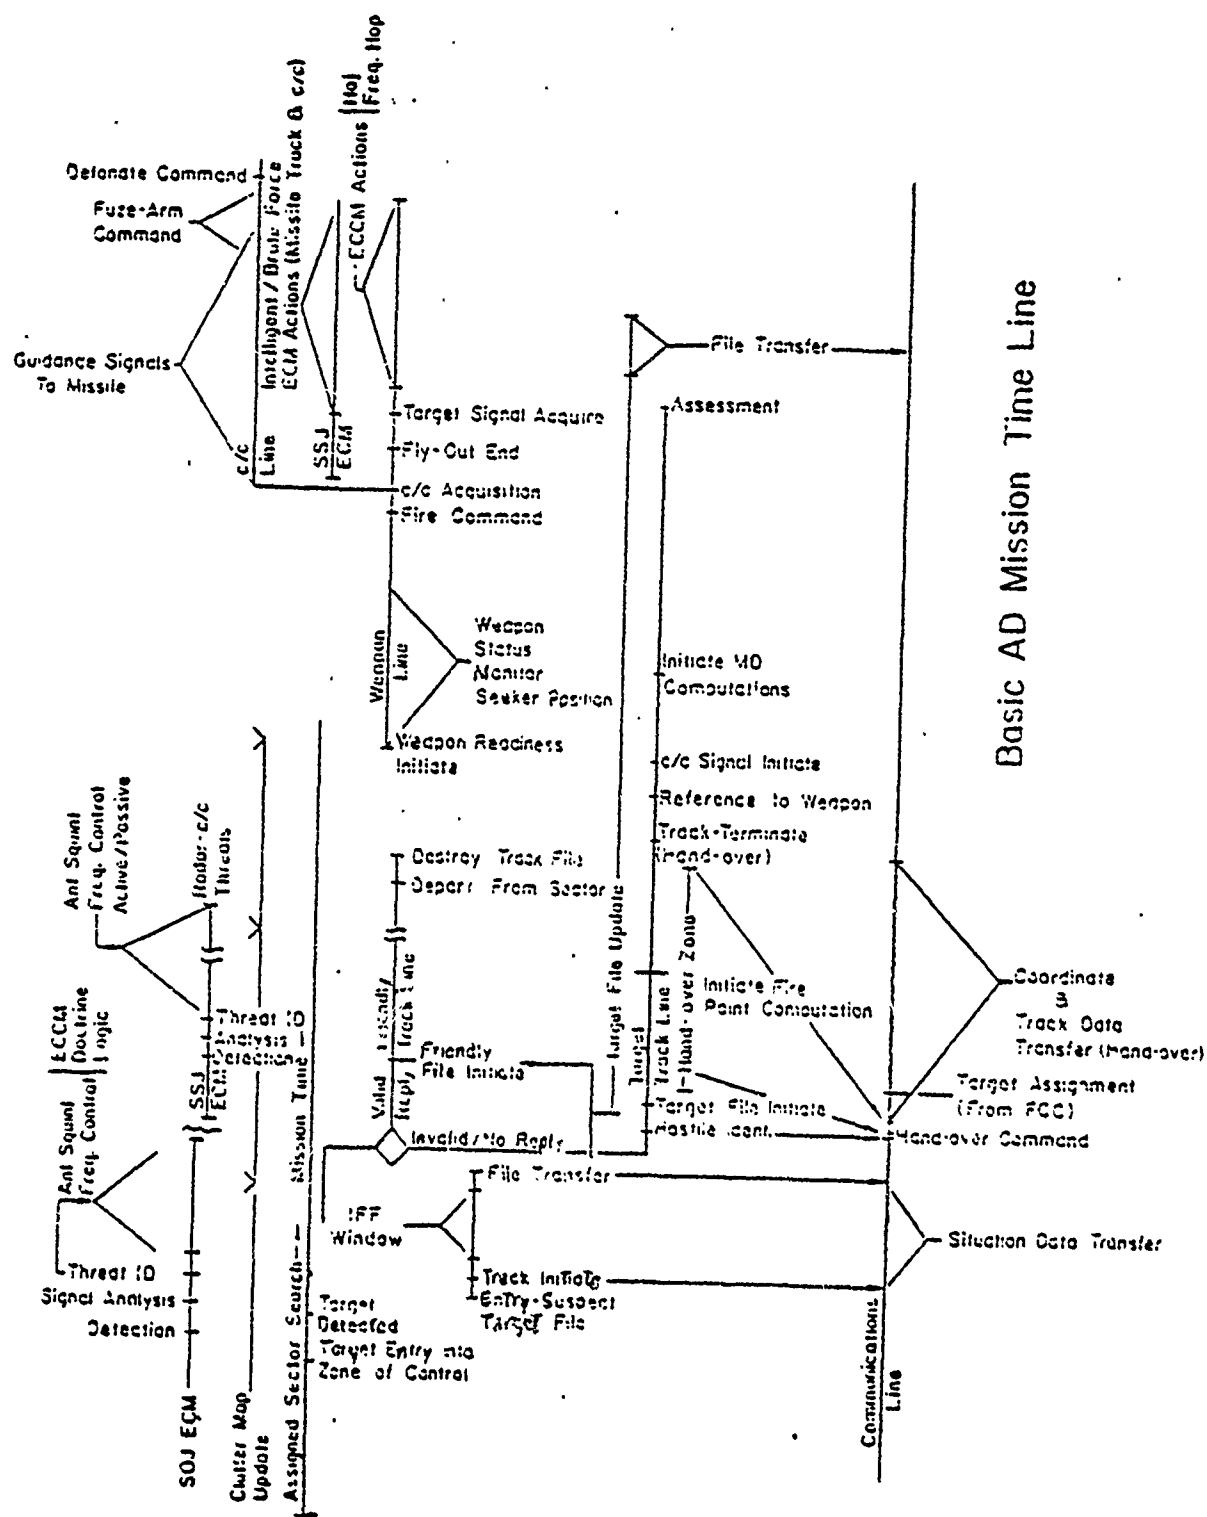 Detonate Command
Fuze-Arm
Command
Guidance Signals
To Missile
c/c
Line
Intelligent / Brute Force
ECM Actions (Missile Track & c/c)
SSJ
ECM
ECCM Actions
HoJ
Freq. Hop
Target Signal Acquire
Fly-Out End
c/c Acquisition
Fire Command
Weapon
Line
Weapon
Status
Monitor
Seeker Position
Weapon Readiness
Initiate
File Transfer
Assessment
Initiate MD
Computations
c/c Signal Initiate
Reference to Weapon
Track-Terminate
(Hand-over)
Ant Squint
Freq. Control
Active/Passive
Radar-c/c
Threats
Threat ID
Analysis
Detection
SSJ
ECM
Ant Squint
Freq. Control
ECCM
Doctrine
Logic
Threat ID
Signal Analysis
Detection
SOJ ECM
Clutter Map
Update
Assigned Sector Search
Mission Time
Target
Detected
Target Entry into
Zone of Control
IFF
Window
Valid
Reply
Friendly
Track Line
Destroy Track File
Depart From Sector
Friendly
File Initiate
Invalid/No Reply
File Transfer
Track Initiate
Entry-Suspect
Target File
Target File Update
Target
Track Line
Hand-over Zone
Initiate Fire
Point Computation
Target File Initiate
Hostile Ident.
Hand-over Command
Target Assignment
(From FCC)
Coordinate
&
Track Data
Transfer (Hand-over)
Situation Data Transfer
Communications
Line
Basic AD Mission Time Line